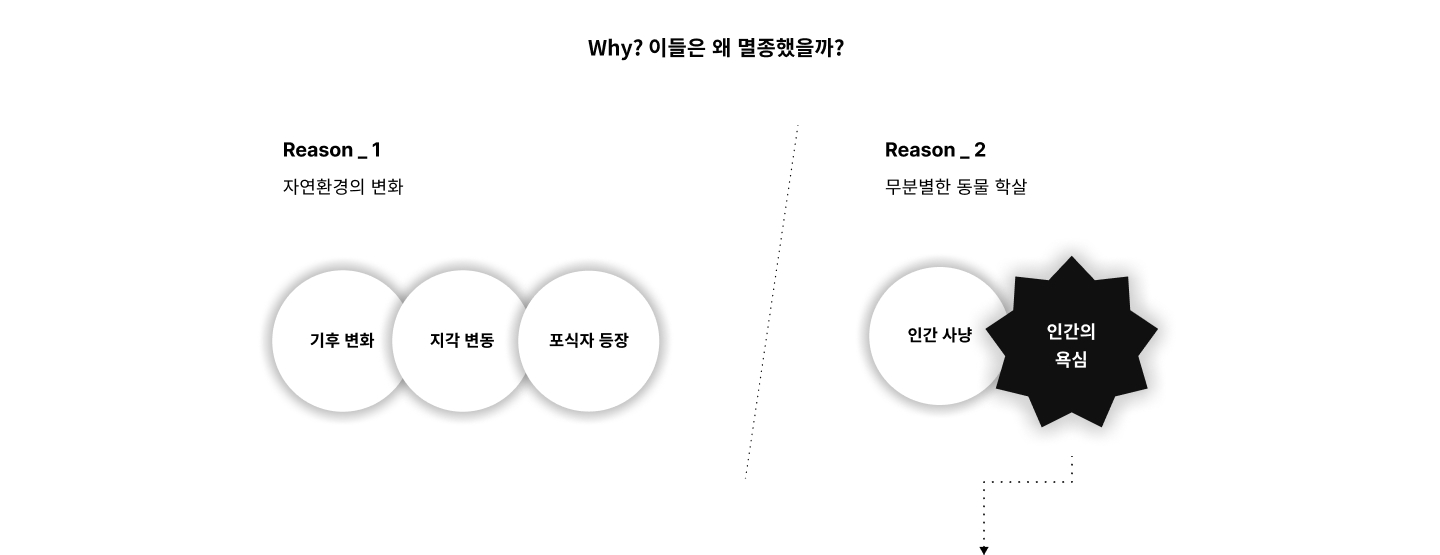 Why? 이들은 왜 멸종했을까?
Reason _ 1
자연환경의 변화
기후 변화
지각 변동
포식자 등장
Reason _ 2
무분별한 동물 학살
인간 사냥
인간의
욕심